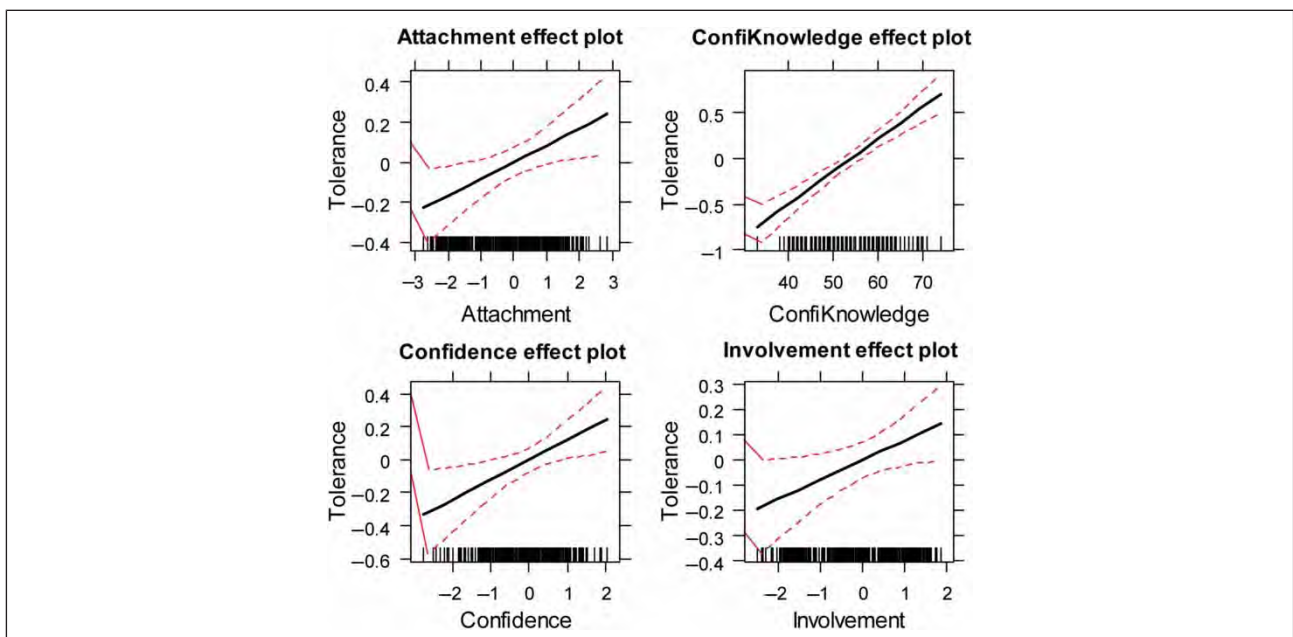 Attachment effect plot
0.4
0.2
0
−0.2
−0.4
Tolerance
−3 −2 −1 0 1 2 3
Attachment
ConfiKnowledge effect plot
0.5
0
−0.5
−1
Tolerance
40 50 60 70
ConfiKnowledge
Confidence effect plot
0.4
0.2
0
−0.2
−0.4
−0.6
Tolerance
−2 −1 0 1 2
Confidence
Involvement effect plot
0.3
0.2
0.1
0
−0.1
−0.2
−0.3
−0.4
Tolerance
−2 −1 0 1 2
Involvement